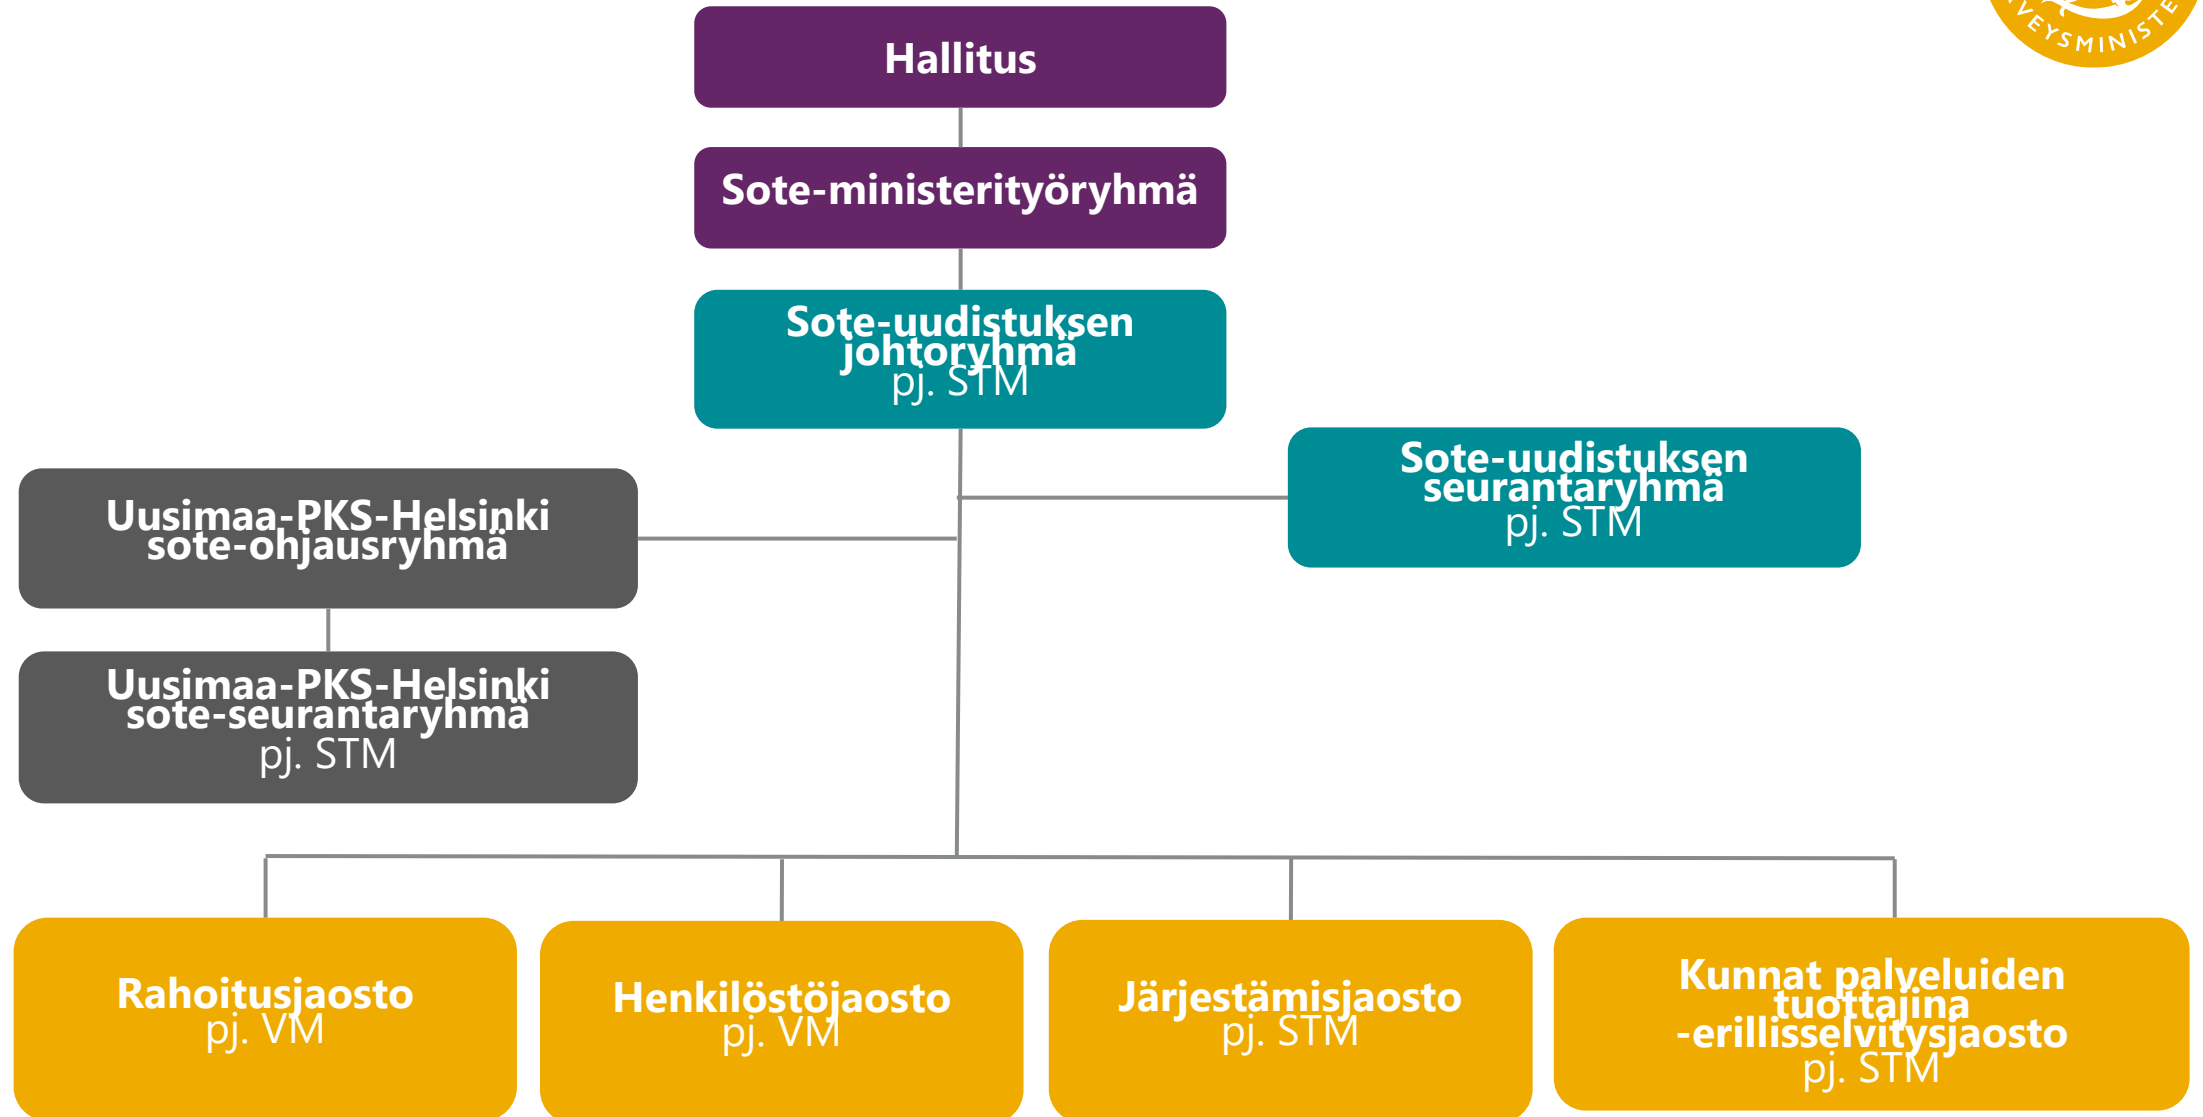 Hallitus
Sote-ministerityöryhmä
Sote-uudistuksen
johtoryhmä
pj. STM
Sote-uudistuksen
seurantaryhmä
pj. STM
Uusimaa-PKS-Helsinki
sote-ohjausryhmä
Uusimaa-PKS-Helsinki
sote-seurantaryhmä
pj. STM
Rahoitusjaosto
pj. VM
Henkilöstöjaosto
pj. VM
Järjestämisjaosto
pj. STM
Kunnat palveluiden
tuottajina
-erillisselvitysjaosto
pj. STM